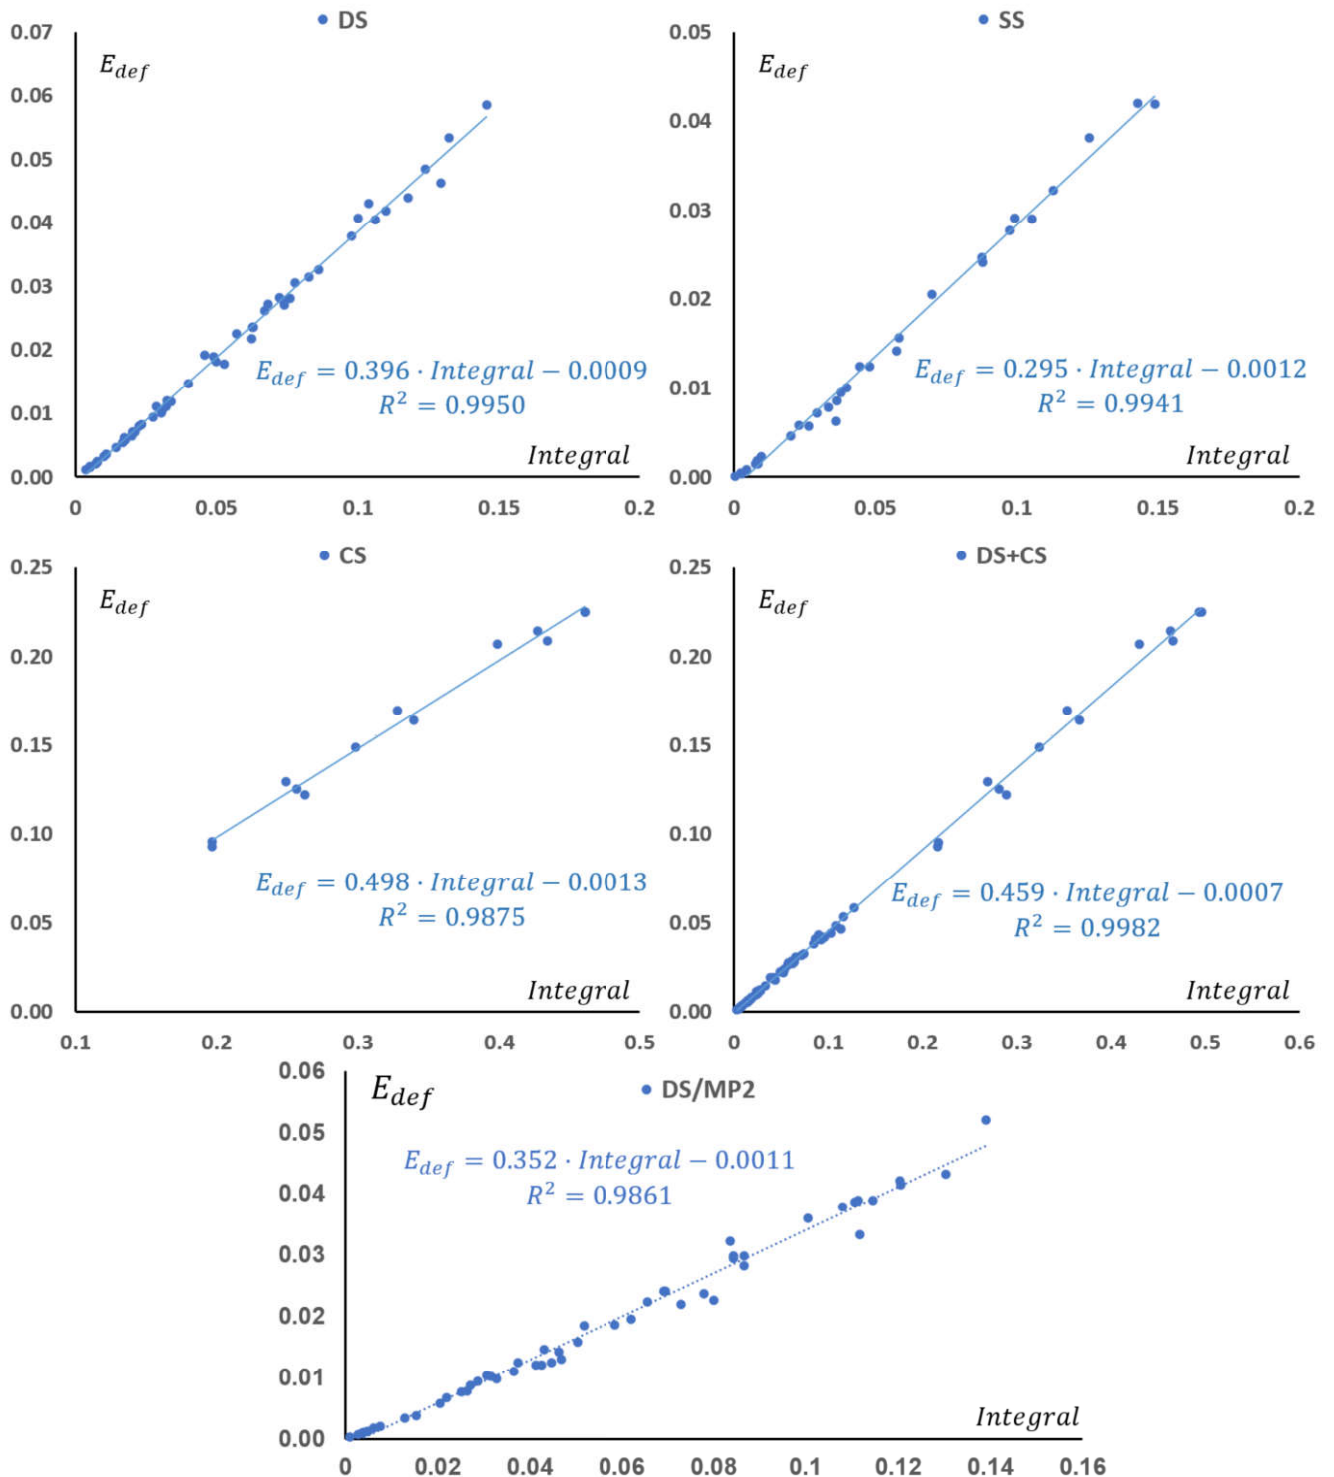 DS
0.07
E_def
0.06
0.05
0.04
0.03
0.02
E_def = 0.396 · Integral − 0.0009
R² = 0.9950
0.01
Integral
0.00
0 0.05 0.1 0.15 0.2
SS
0.05
E_def
0.04
0.03
0.02
E_def = 0.295 · Integral − 0.0012
R² = 0.9941
0.01
Integral
0.00
0 0.05 0.1 0.15 0.2
CS
0.25
E_def
0.20
0.15
0.10
E_def = 0.498 · Integral − 0.0013
R² = 0.9875
0.05
Integral
0.00
0.1 0.2 0.3 0.4 0.5
DS+CS
0.25
E_def
0.20
0.15
0.10
E_def = 0.459 · Integral − 0.0007
R² = 0.9982
0.05
Integral
0.00
0 0.1 0.2 0.3 0.4 0.5 0.6
0.06
E_def
DS/MP2
0.05
E_def = 0.352 · Integral − 0.0011
R² = 0.9861
0.04
0.03
0.02
0.01
Integral
0.00
0 0.02 0.04 0.06 0.08 0.1 0.12 0.14 0.16